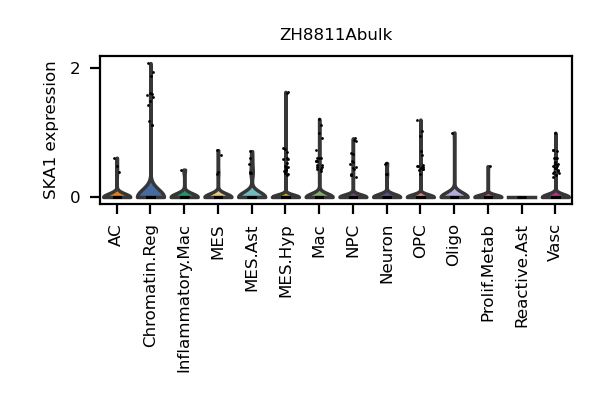 ZH8811Abulk
SKA1 expression
2
0
AC
Chromatin.Reg
Inflammatory.Mac
MES
MES.Ast
MES.Hyp
Mac
NPC
Neuron
OPC
Oligo
Prolif.Metab
Reactive.Ast
Vasc